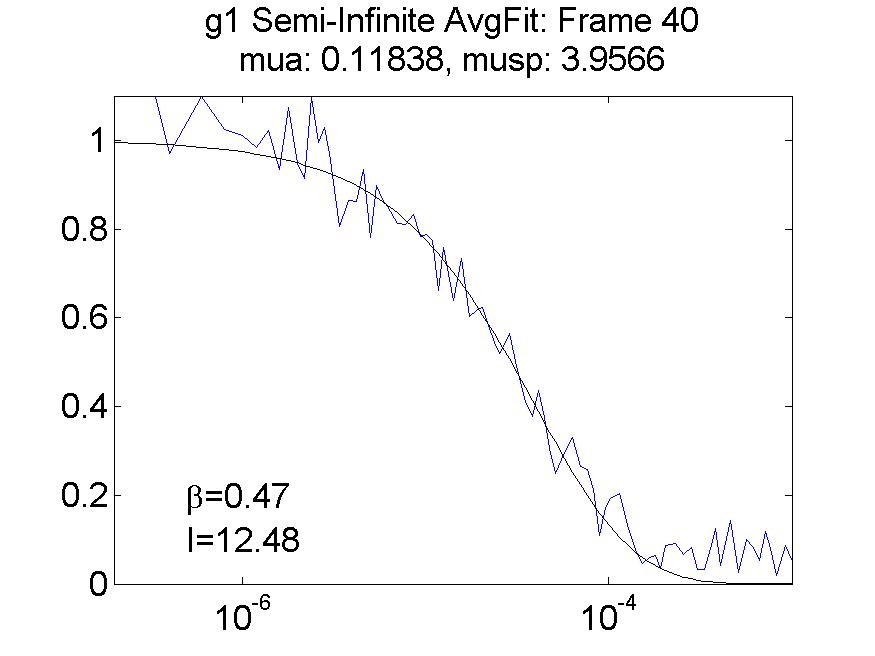 g1 Semi-Infinite AvgFit: Frame 40
mua: 0.11838, musp: 3.9566
1
0.8
0.6
0.4
0.2
0
β=0.47
I=12.48
10^-6
10^-4